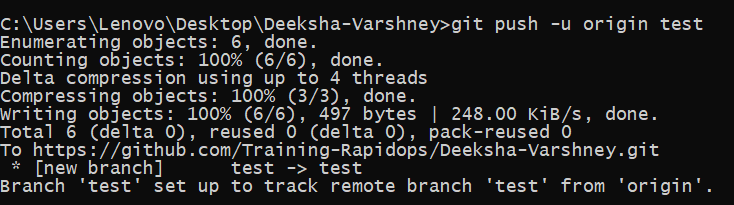 C:\Users\Lenovo\Desktop\Deeksha-Varshney>git push -u origin test
Enumerating objects: 6, done.
Counting objects: 100% (6/6), done.
Delta compression using up to 4 threads
Compressing objects: 100% (3/3), done.
Writing objects: 100% (6/6), 497 bytes | 248.00 KiB/s, done.
Total 6 (delta 0), reused 0 (delta 0), pack-reused 0
To https://github.com/Training-Rapidops/Deeksha-Varshney.git
 * [new branch]      test -> test
Branch 'test' set up to track remote branch 'test' from 'origin'.